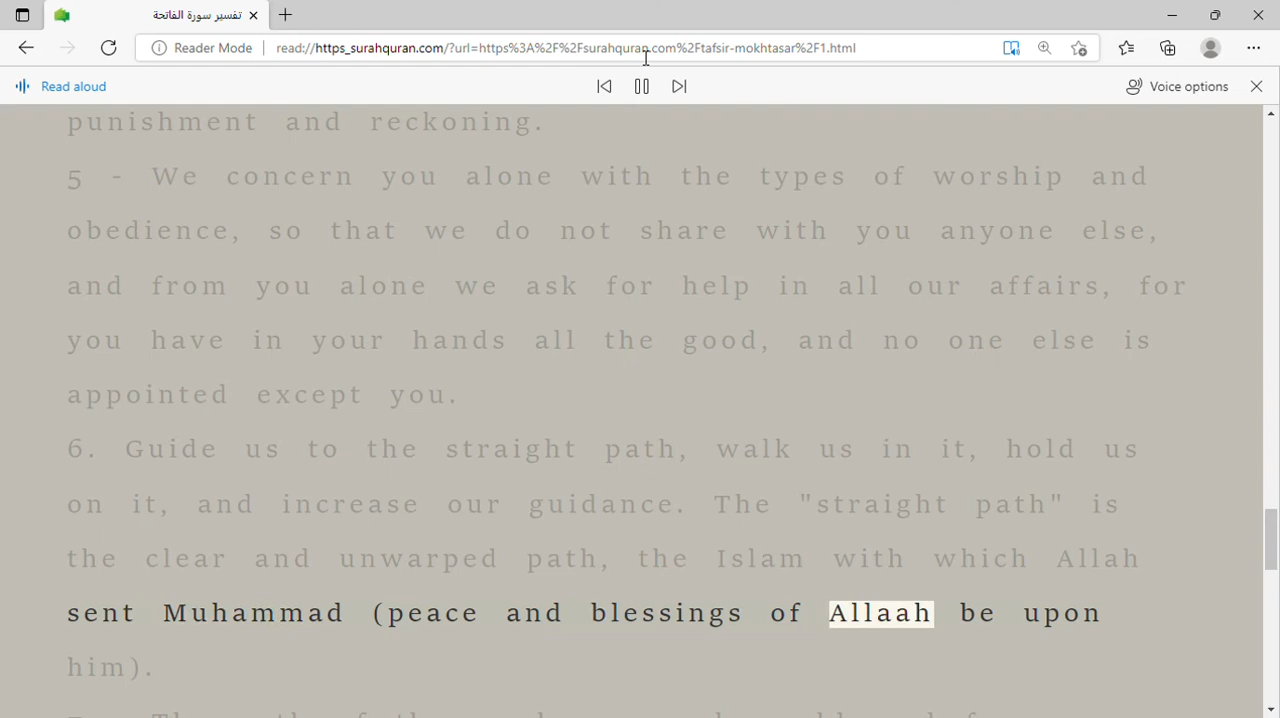 تفسير سورة الفاتحة
Reader Mode
read://https_surahquran.com/?url=https%3A%2F%2Fsurahquran.com%2Ftafsir-mokhtasar%2F1.html
Read aloud
Voice options
punishment and reckoning.
5 - We concern you alone with the types of worship and
obedience, so that we do not share with you anyone else,
and from you alone we ask for help in all our affairs, for
you have in your hands all the good, and no one else is
appointed except you.
6. Guide us to the straight path, walk us in it, hold us
on it, and increase our guidance. The "straight path" is
the clear and unwarped path, the Islam with which Allah
sent Muhammad (peace and blessings of Allaah be upon
him).